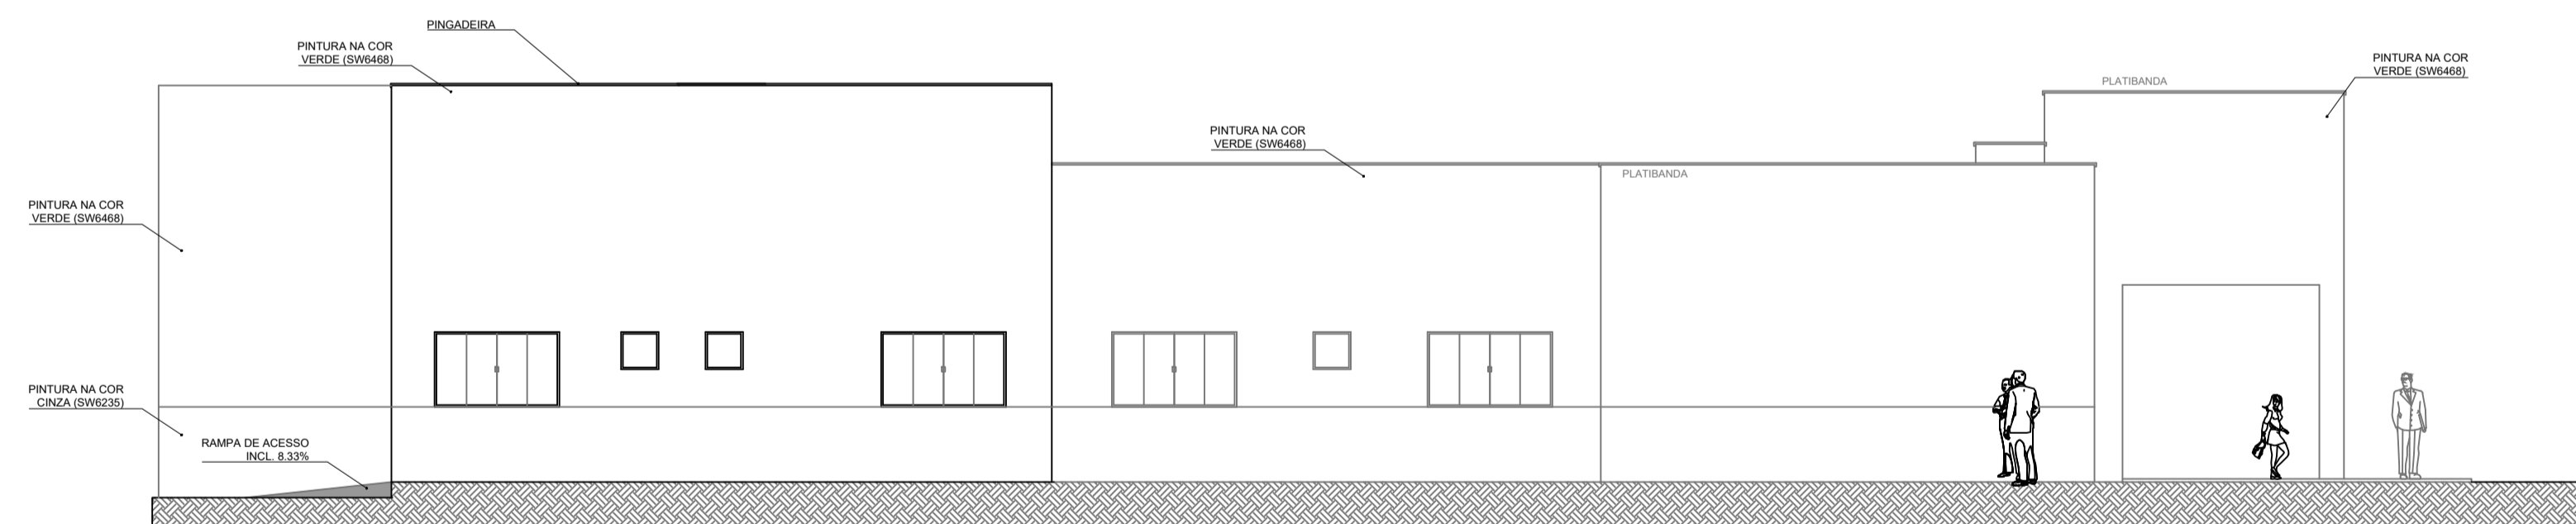 PINGADEIRA
PINTURA NA COR
VERDE (SW6468)
PINTURA NA COR
VERDE (SW6468)
PLATIBANDA
PINTURA NA COR
VERDE (SW6468)
PLATIBANDA
PINTURA NA COR
VERDE (SW6468)
PINTURA NA COR
CINZA (SW6235)
RAMPA DE ACESSO
INCL. 8.33%